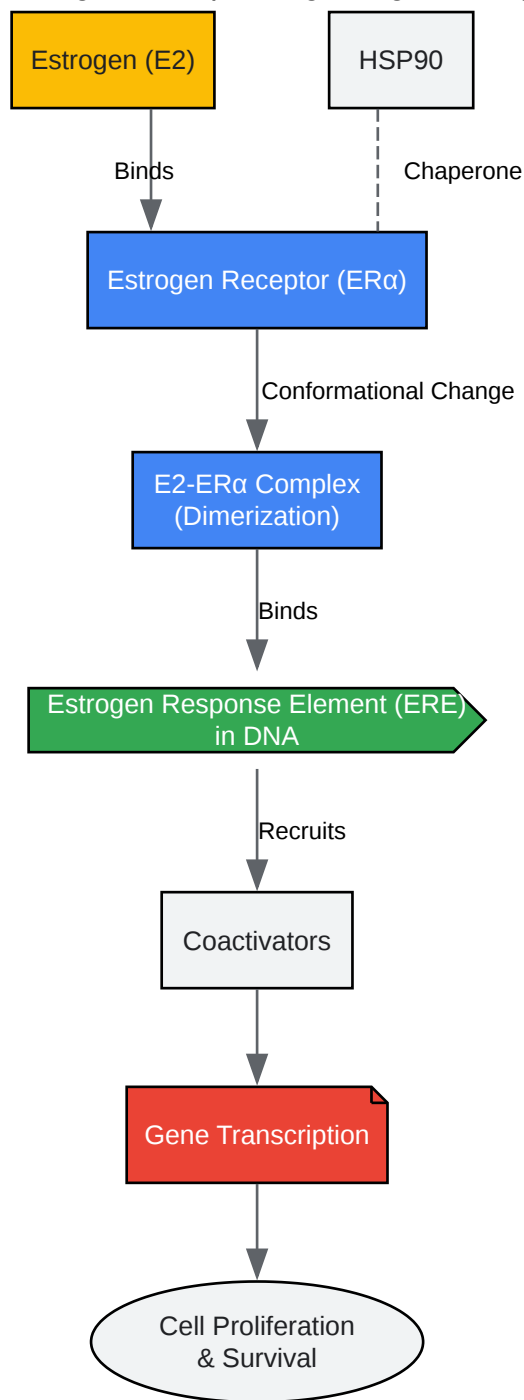 Estrogen (E2)
HSP90
Binds
Chaperone
Estrogen Receptor (ERα)
Conformational Change
E2-ERα Complex
(Dimerization)
Binds
Estrogen Response Element (ERE)
in DNA
Recruits
Coactivators
Gene Transcription
Cell Proliferation
& Survival